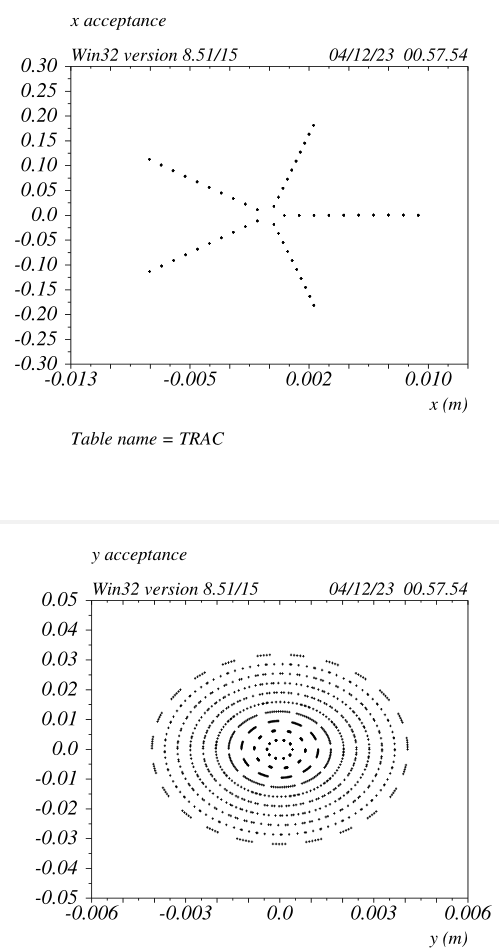 x acceptance
Win32 version 8.51/15 04/12/23 00.57.54
0.30
0.25
0.20
0.15
0.10
0.05
0.0
-0.05
-0.10
-0.15
-0.20
-0.25
-0.30
-0.013 -0.005 0.002 0.010
x (m)
Table name = TRAC
y acceptance
Win32 version 8.51/15 04/12/23 00.57.54
0.05
0.04
0.03
0.02
0.01
0.0
-0.01
-0.02
-0.03
-0.04
-0.05
-0.006 -0.003 0.0 0.003 0.006
y (m)